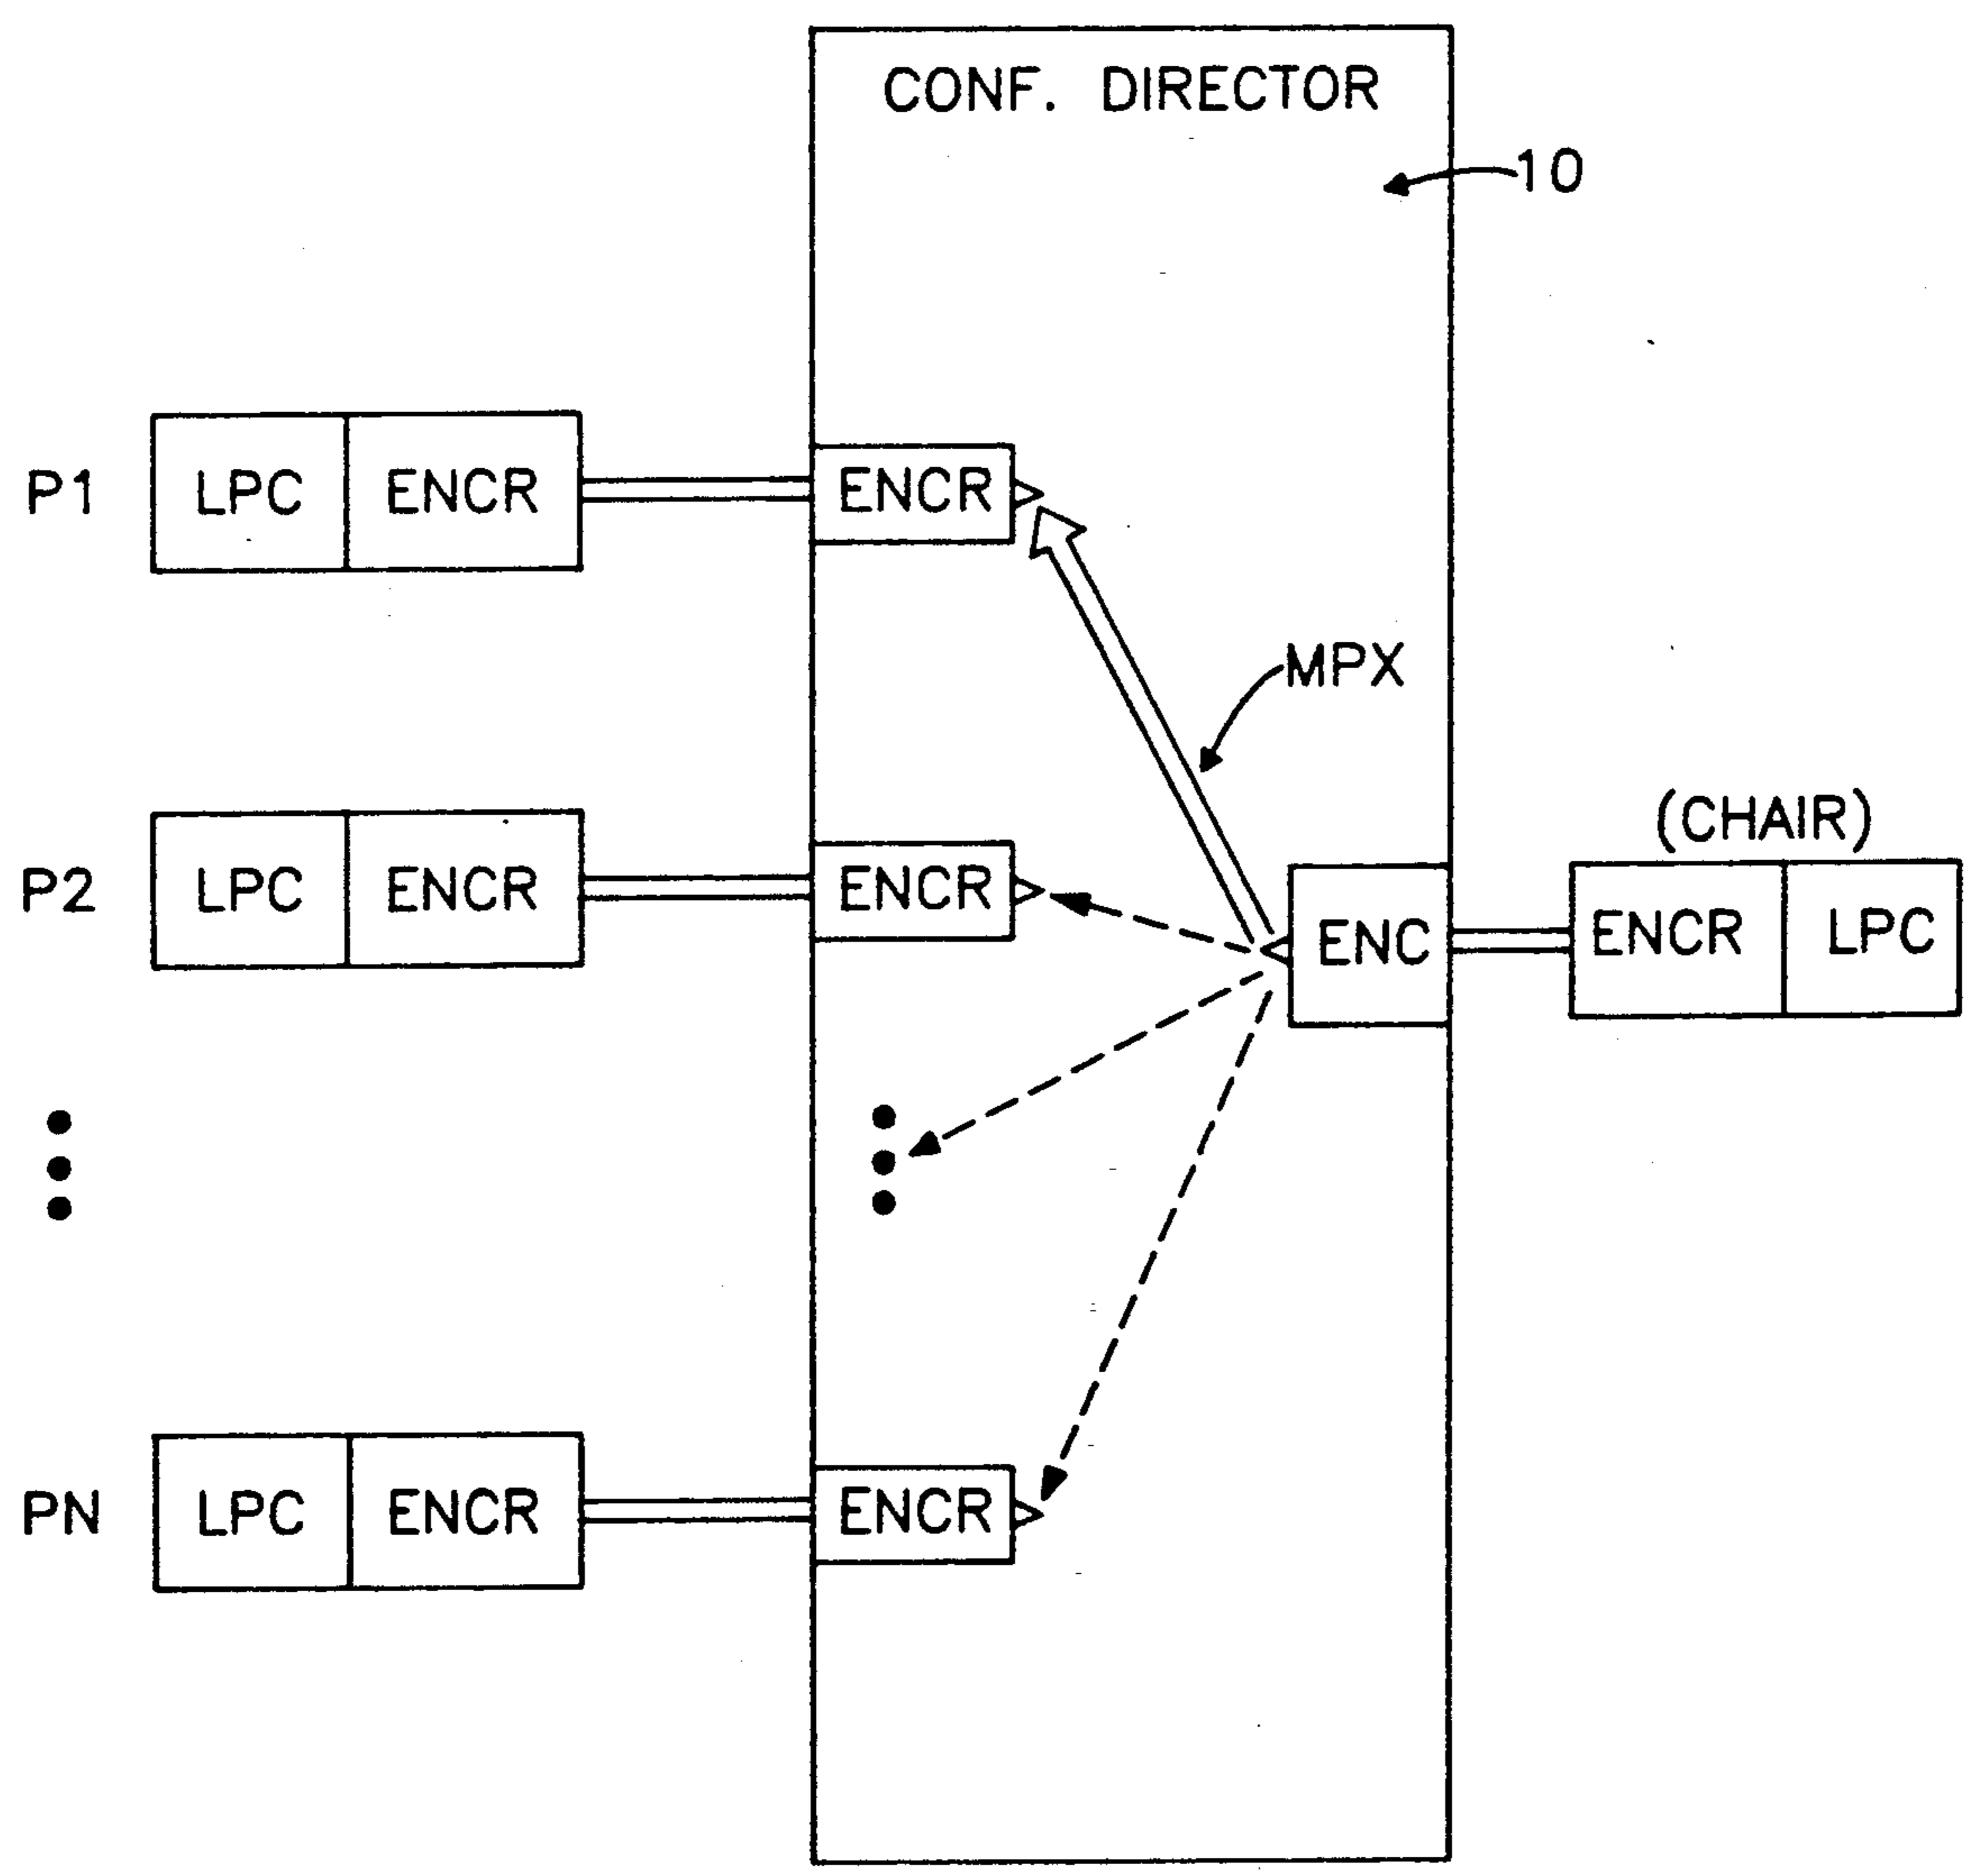 CONF. DIRECTOR
10
P1 LPC ENCR ENCR
MPX
(CHAIR)
P2 LPC ENCR ENCR
ENC ENCR LPC
PN LPC ENCR ENCR